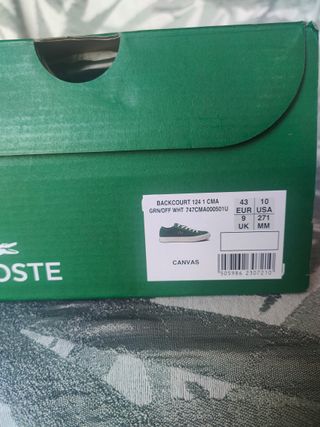 BACKCOURT 124 1 CMA
GRN/OFF WHT 747CMA000501U
43 EUR 10 USA
9 UK 271 MM
CANVAS
OSTE